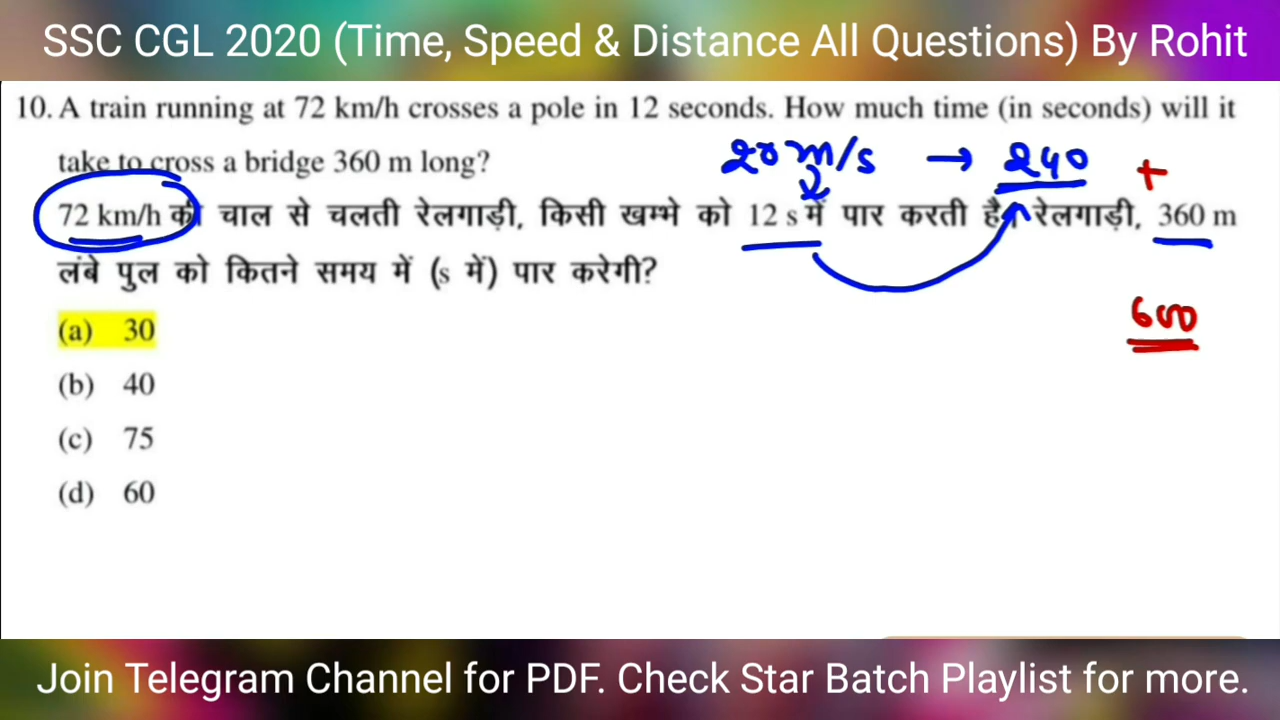 SSC CGL 2020 (Time, Speed & Distance All Questions) By Rohit
10. A train running at 72 km/h crosses a pole in 12 seconds. How much time (in seconds) will it
take to cross a bridge 360 m long?
20 m/s → 240 +
72 km/h की चाल से चलती रेलगाड़ी, किसी खम्भे को 12 s में पार करती है। रेलगाड़ी, 360 m
लंबे पुल को कितने समय में (s में) पार करेगी?
600
(a) 30
(b) 40
(c) 75
(d) 60
Join Telegram Channel for PDF. Check Star Batch Playlist for more.